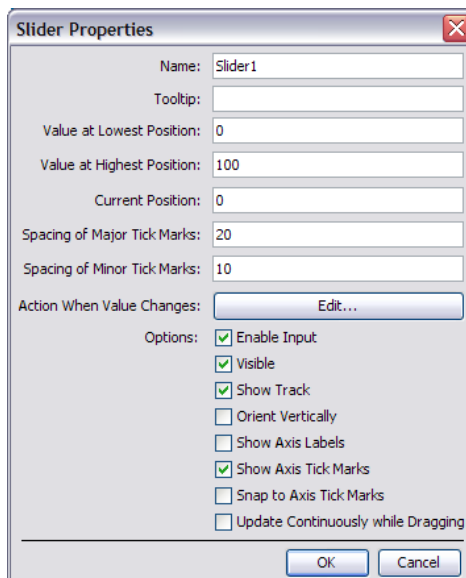 Slider Properties
Name: Slider1
Tooltip:
Value at Lowest Position: 0
Value at Highest Position: 100
Current Position: 0
Spacing of Major Tick Marks: 20
Spacing of Minor Tick Marks: 10
Action When Value Changes: Edit...
Options: Enable Input
Visible
Show Track
Orient Vertically
Show Axis Labels
Show Axis Tick Marks
Snap to Axis Tick Marks
Update Continuously while Dragging
OK Cancel